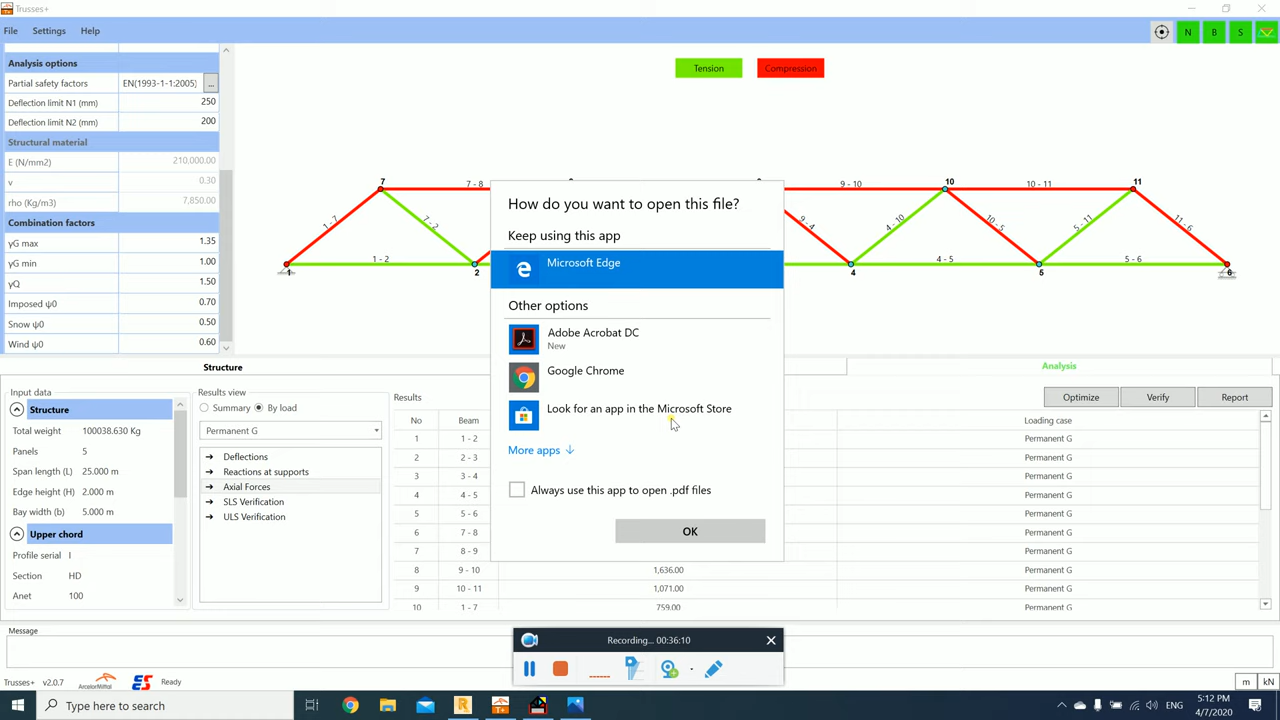 Trusses+
File Settings Help
N B S
Analysis options
Partial safety factors EN(1993-1-1:2005) ...
Deflection limit N1 (mm) 250
Deflection limit N2 (mm) 200
Structural material
E (N/mm2) 210,000.00
v 0.30
rho (Kg/m3) 7,850.00
Combination factors
γG max 1.35
γG min 1.00
γQ 1.50
Imposed ψ0 0.70
Snow ψ0 0.50
Wind ψ0 0.60
Tension Compression
7 7 - 8 9 - 10 10 10 - 11 11
1 - 7 7 - 2 9 - 4 4 - 10 10 - 5 5 - 11 11 - 6
1 1 - 2 2 4 4 - 5 5 5 - 6 6
How do you want to open this file?
Keep using this app
Microsoft Edge
Other options
Adobe Acrobat DC
New
Google Chrome
Look for an app in the Microsoft Store
More apps
Always use this app to open .pdf files
OK
Structure Analysis
Input data
Structure
Total weight 100038.630 Kg
Panels 5
Span length (L) 25.000 m
Edge height (H) 2.000 m
Bay width (b) 5.000 m
Upper chord
Profile serial I
Section HD
Anet 100
Results view
Summary By load
Permanent G
Deflections
Reactions at supports
Axial Forces
SLS Verification
ULS Verification
Results Optimize Verify Report
No Beam Loading case
1 1 - 2 Permanent G
2 2 - 3 Permanent G
3 3 - 4 Permanent G
4 4 - 5 Permanent G
5 5 - 6 Permanent G
6 7 - 8 Permanent G
7 8 - 9 Permanent G
8 9 - 10 1,636.00 Permanent G
9 10 - 11 1,071.00 Permanent G
10 1 - 7 759.00 Permanent G
Message
Recording... 00:36:10
Trusses+ v2.0.7 ArcelorMittal ES Ready m kN
Type here to search
R T+
5:12 PM
4/7/2020